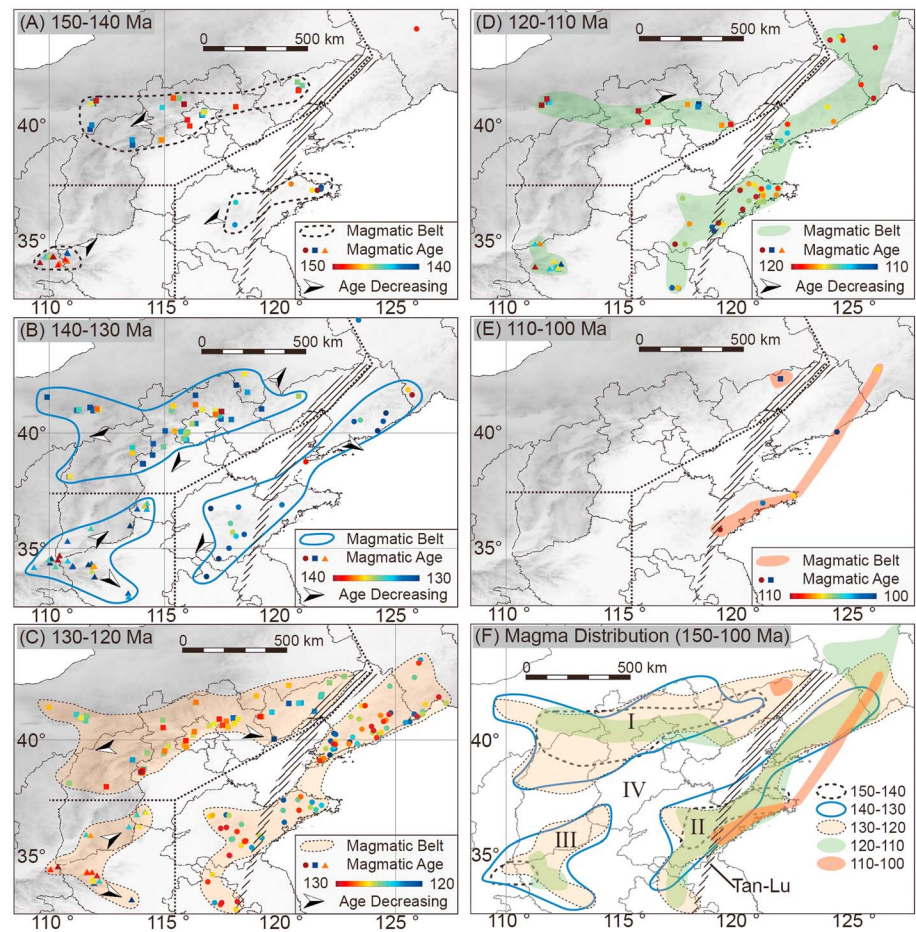 (A) 150-140 Ma
0 500 km
40°
35°
Magmatic Belt
Magmatic Age
150 140
Age Decreasing
110 115 120 125 °
(B) 140-130 Ma
0 500 km
40°
35°
Magmatic Belt
Magmatic Age
140 130
Age Decreasing
110 115 120 125 °
(C) 130-120 Ma
0 500 km
40°
35°
Magmatic Belt
Magmatic Age
130 120
Age Decreasing
110 115 120 125 °
(D) 120-110 Ma
0 500 km
40°
35°
Magmatic Belt
Magmatic Age
120 110
Age Decreasing
110 115 120 125 °
(E) 110-100 Ma
0 500 km
40°
35°
Magmatic Belt
Magmatic Age
110 100
110 115 120 125 °
(F) Magma Distribution (150-100 Ma)
0 500 km
I
40°
IV
II
III
35°
150-140
140-130
130-120
120-110
110-100
Tan-Lu
110 115 120 125 °